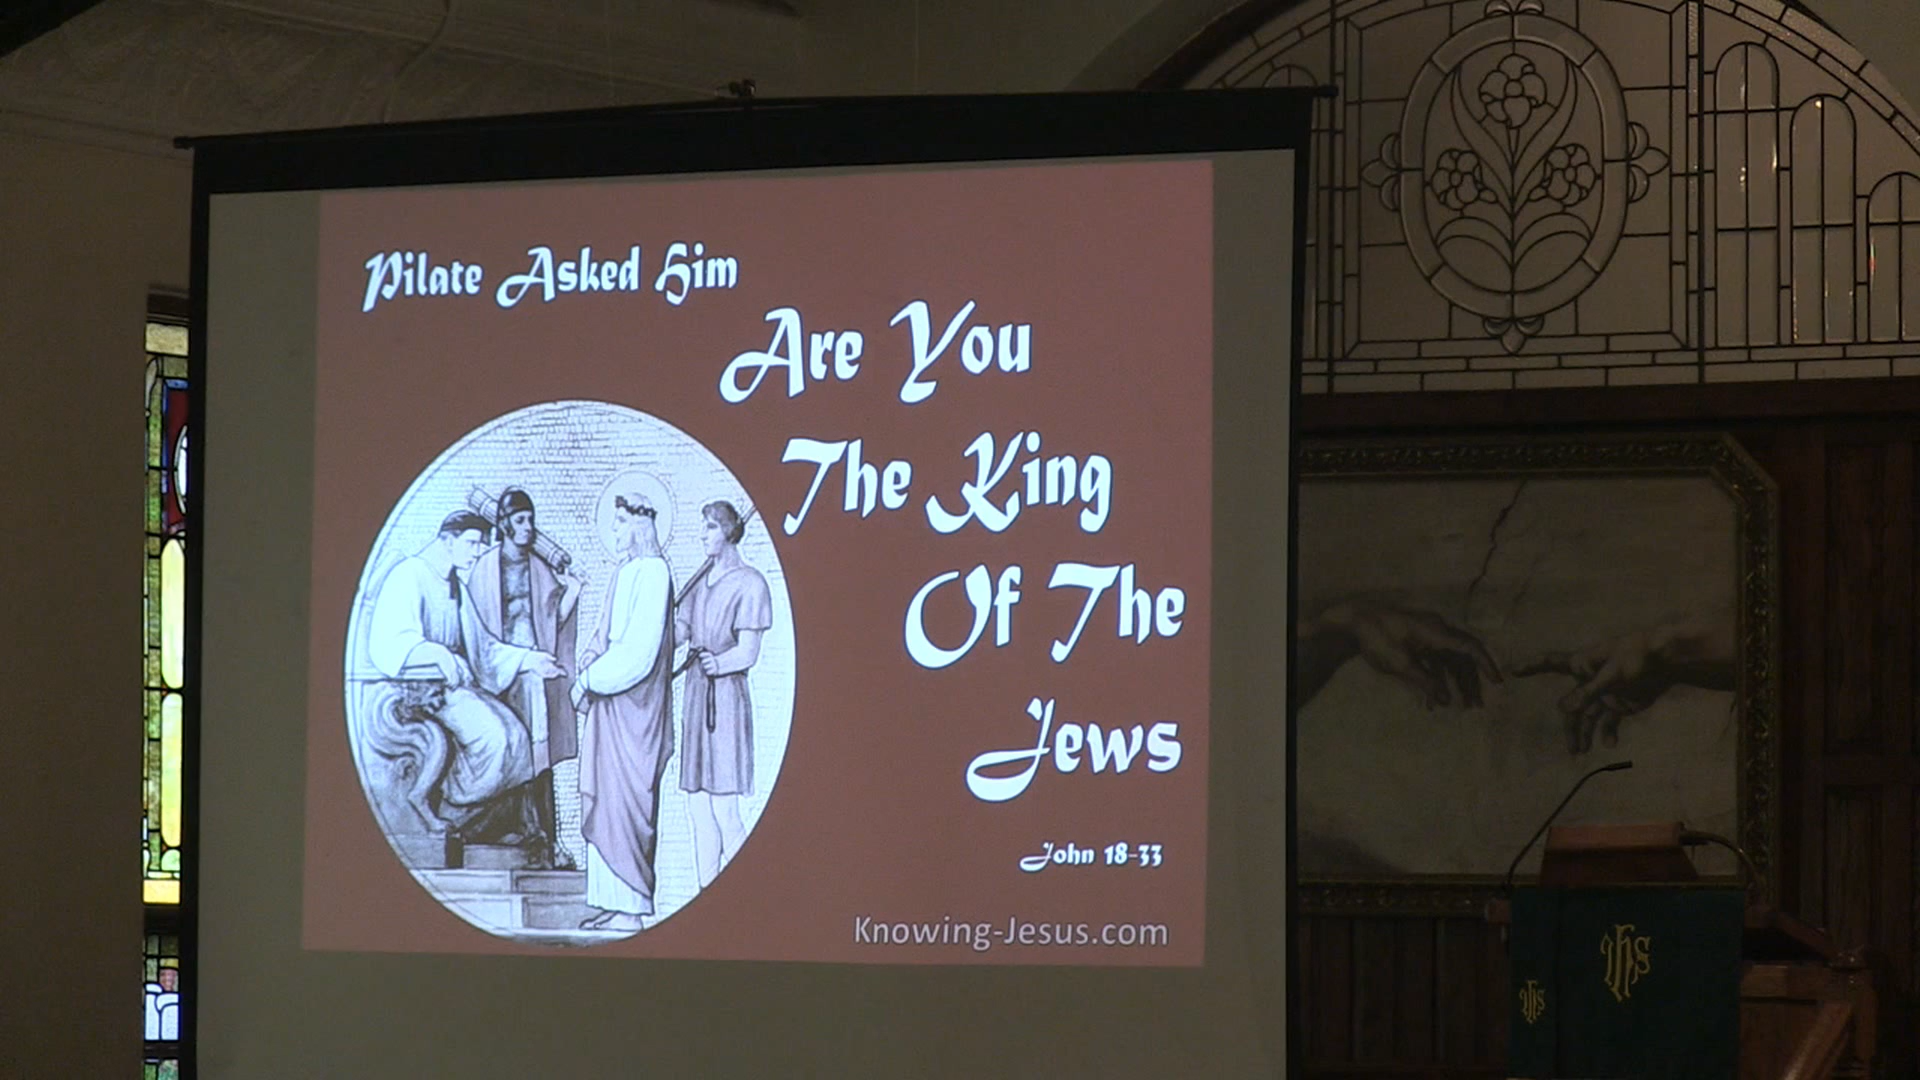 Pilate Asked Him
Are You
The King
Of The
Jews
John 18-33
Knowing-Jesus.com
IHS
IHS